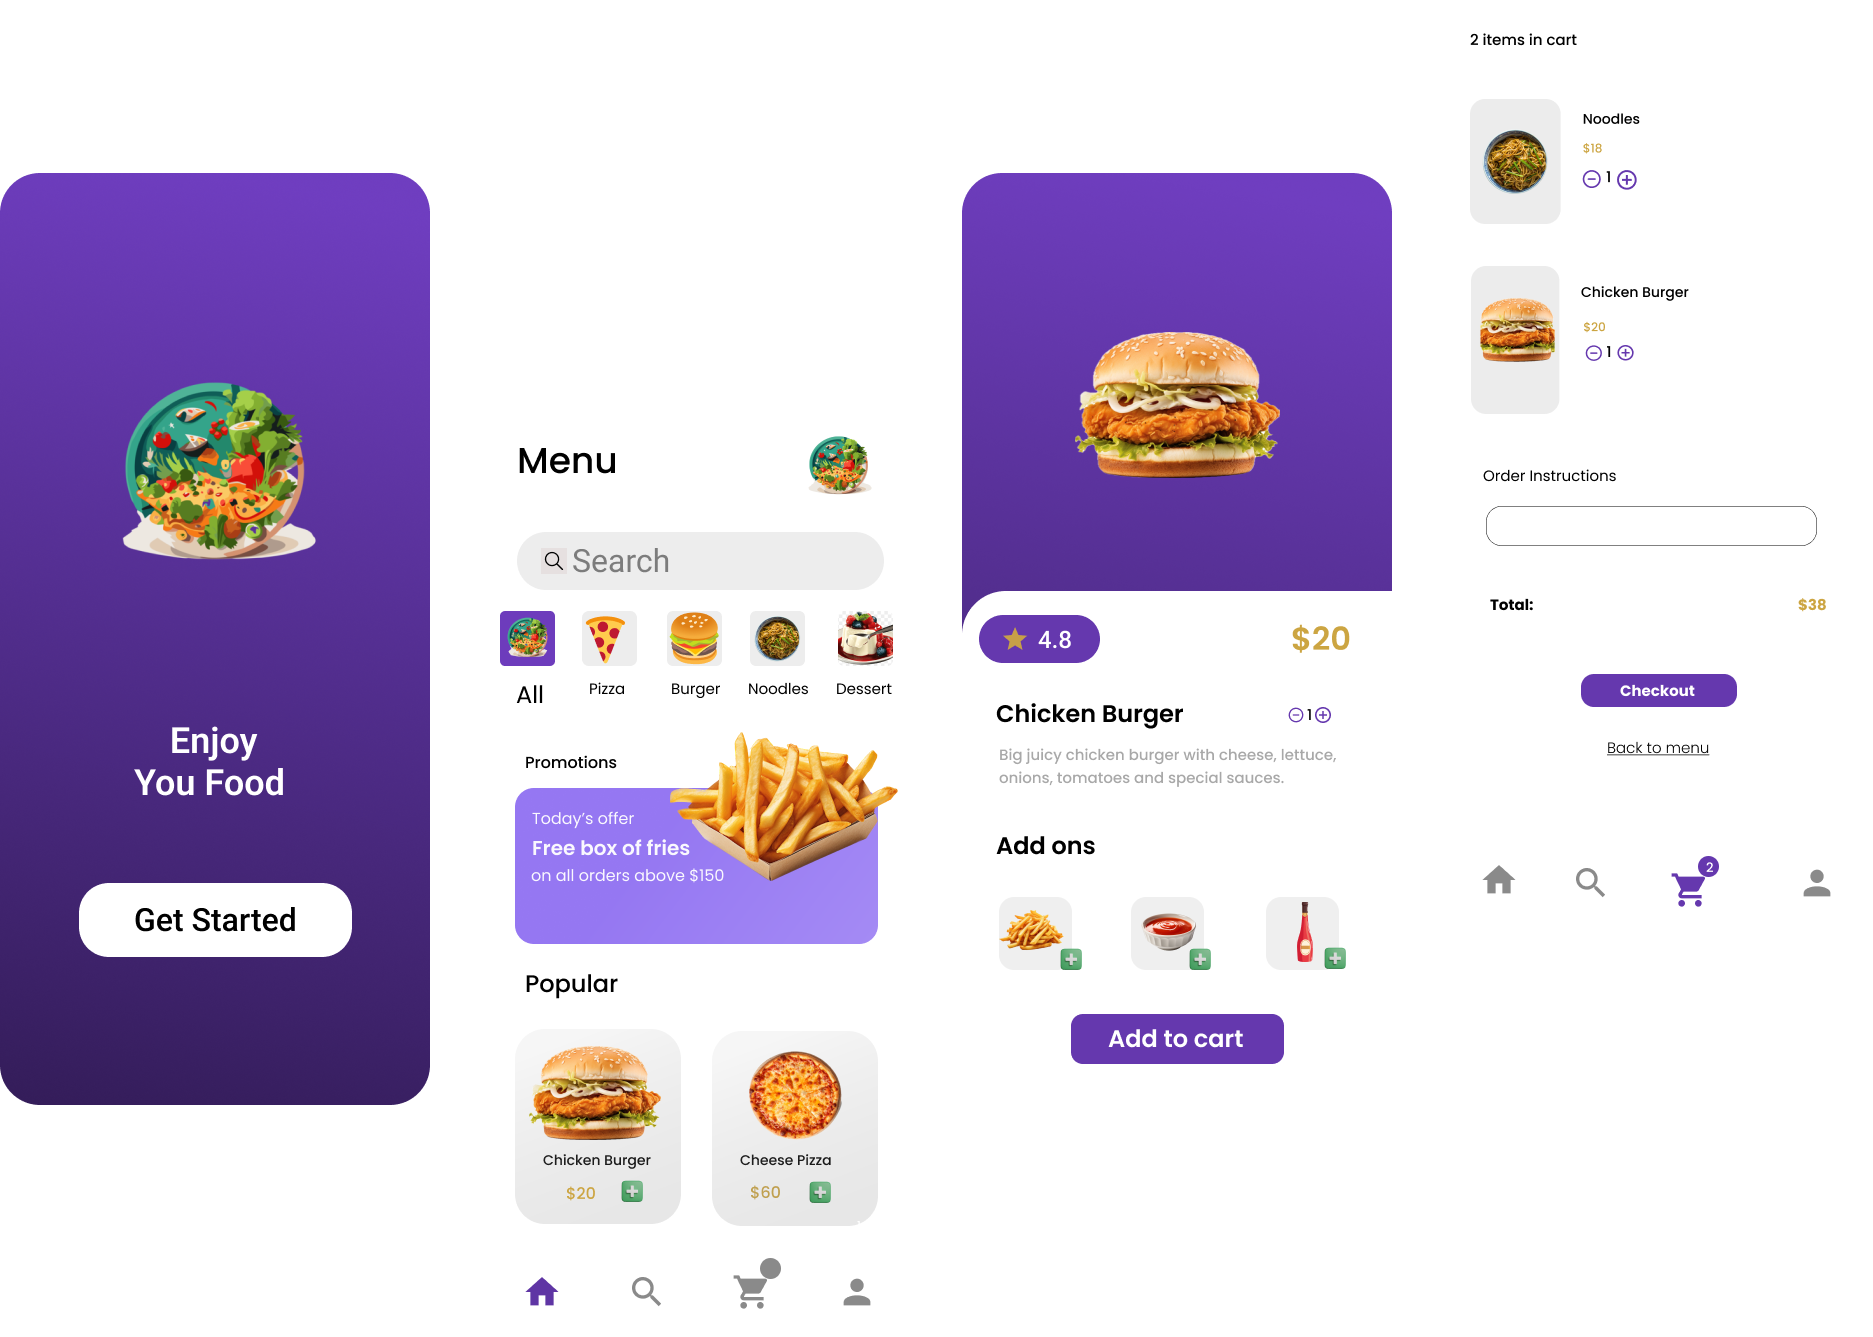 Enjoy
You Food
Get Started
Menu
Search
All
Pizza
Burger
Noodles
Dessert
Promotions
Today's offer
Free box of fries
on all orders above $150
Popular
Chicken Burger
$20
Cheese Pizza
$60
4.8
$20
Chicken Burger
1
Big juicy chicken burger with cheese, lettuce,
onions, tomatoes and special sauces.
Add ons
Add to cart
2 items in cart
Noodles
$18
1
Chicken Burger
$20
1
Order Instructions
Total:
$38
Checkout
Back to menu
2